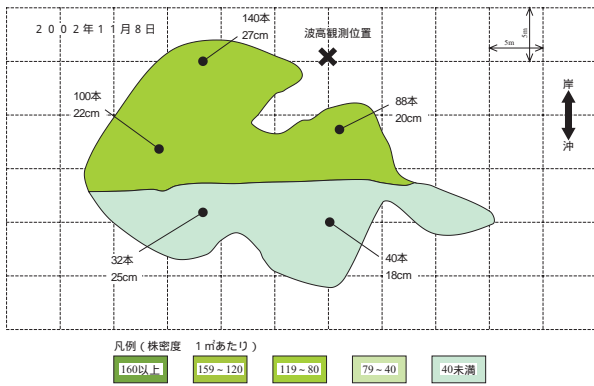 ２００２年１１月８日
140本
27cm
波高観測位置
5m
5m
100本
22cm
88本
20cm
岸
沖
32本
25cm
40本
18cm
凡例（株密度　１㎡あたり）
160以上
159～120
119～80
79～40
40未満